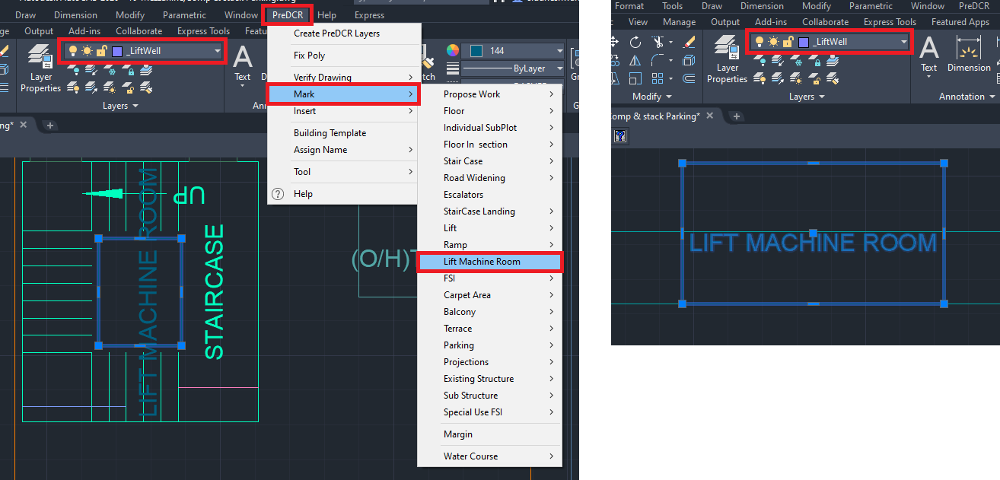 Draw Dimension Modify Parametric Window PreDCR Help Express
Output Add-ins Collaborate Express Tools
_LiftWell
Layer
Properties
Text
144
ByLayer
Layers
Create PreDCR Layers
Fix Poly
Verify Drawing
Mark
Insert
Building Template
Assign Name
Tool
Help
Propose Work
Floor
Individual SubPlot
Floor In section
Stair Case
Road Widening
Escalators
StairCase Landing
Lift
Ramp
Lift Machine Room
FSI
Carpet Area
Balcony
Terrace
Parking
Projections
Existing Structure
Sub Structure
Special Use FSI
Margin
Water Course
UP
LIFT MACHINE ROOM
STAIRCASE
(O/H)
Format Tools Draw Dimension Modify Parametric Window PreDCR
View Manage Output Add-ins Collaborate Express Tools Featured Apps
_LiftWell
Layer
Properties
Text
Dimension
Modify Layers Annotation
omp & stack Parking*
LIFT MACHINE ROOM